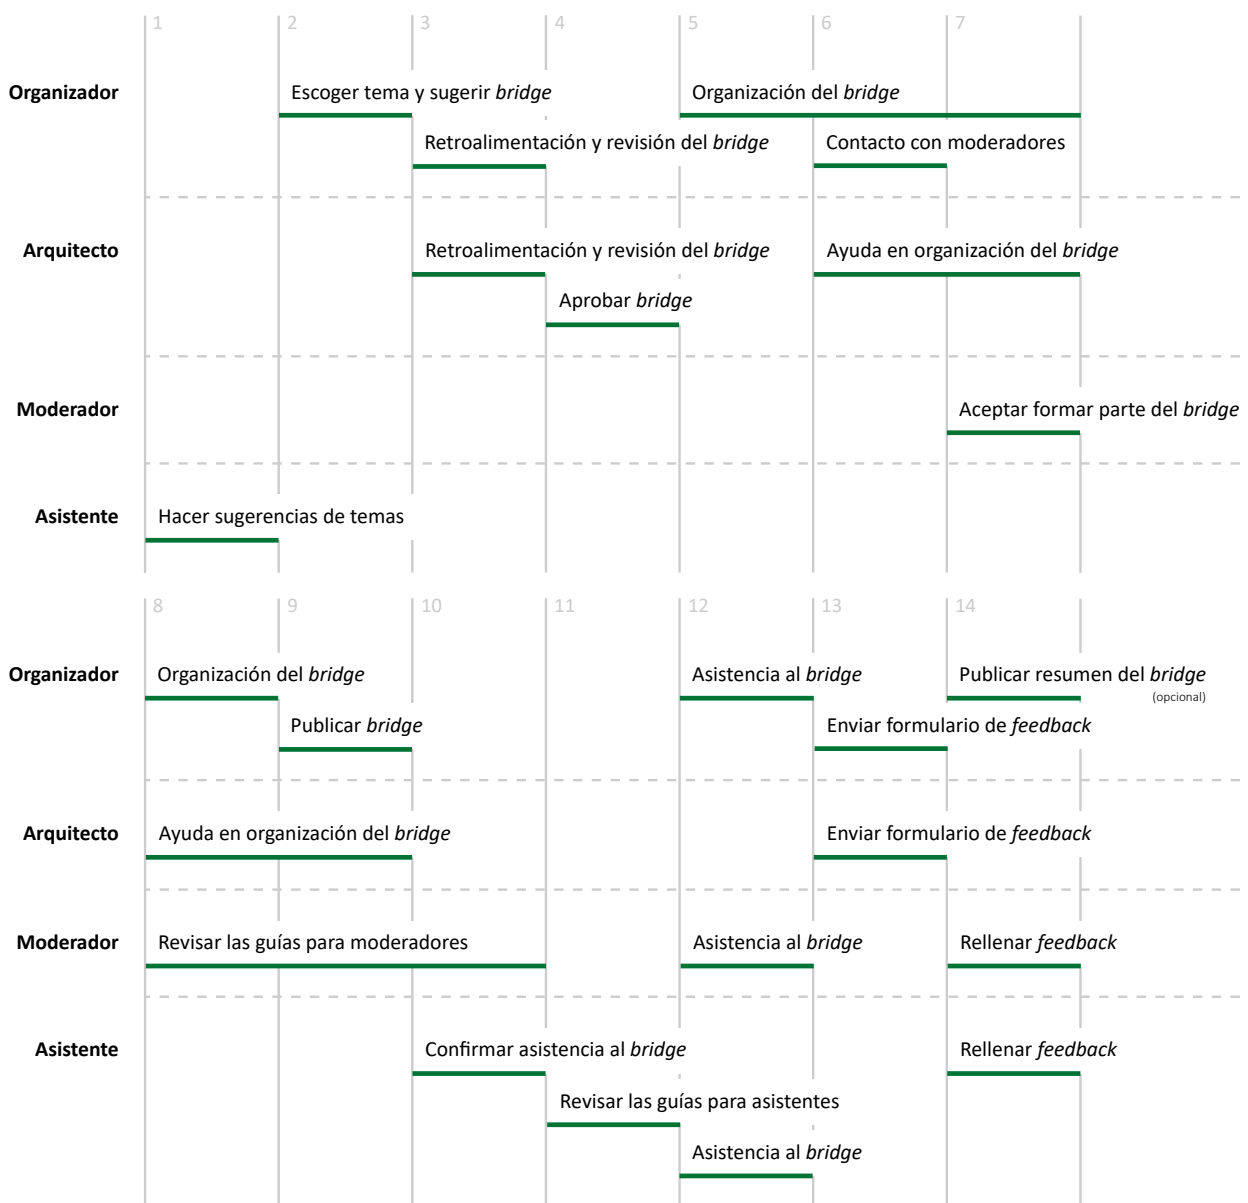 1 2 3 4 5 6 7
Organizador Escoger tema y sugerir bridge Organización del bridge
Retroalimentación y revisión del bridge Contacto con moderadores
Arquitecto Retroalimentación y revisión del bridge Ayuda en organización del bridge
Aprobar bridge
Moderador Aceptar formar parte del bridge
Asistente Hacer sugerencias de temas
8 9 10 11 12 13 14
Organizador Organización del bridge Asistencia al bridge Publicar resumen del bridge
(opcional)
Publicar bridge Enviar formulario de feedback
Arquitecto Ayuda en organización del bridge Enviar formulario de feedback
Moderador Revisar las guías para moderadores Asistencia al bridge Rellenar feedback
Asistente Confirmar asistencia al bridge Rellenar feedback
Revisar las guías para asistentes
Asistencia al bridge